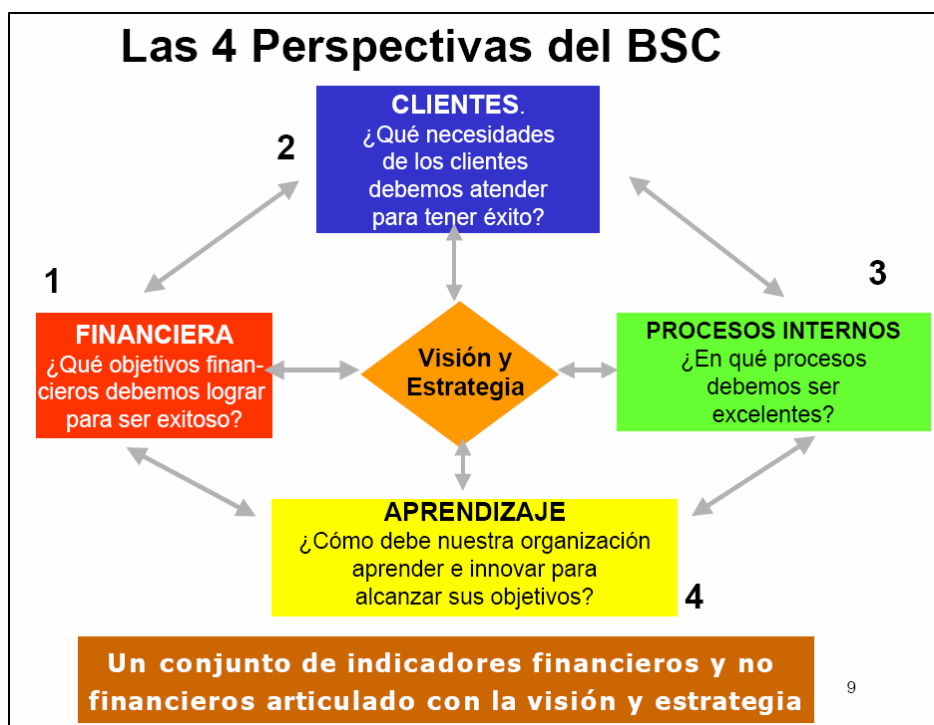 Las 4 Perspectivas del BSC
2
CLIENTES.
¿Qué necesidades
de los clientes
debemos atender
para tener éxito?
1
FINANCIERA
¿Qué objetivos finan-
cieros debemos lograr
para ser exitoso?
Visión y
Estrategia
3
PROCESOS INTERNOS
¿En qué procesos
debemos ser
excelentes?
APRENDIZAJE
¿Cómo debe nuestra organización
aprender e innovar para
alcanzar sus objetivos?
4
Un conjunto de indicadores financieros y no
financieros articulado con la visión y estrategia
9